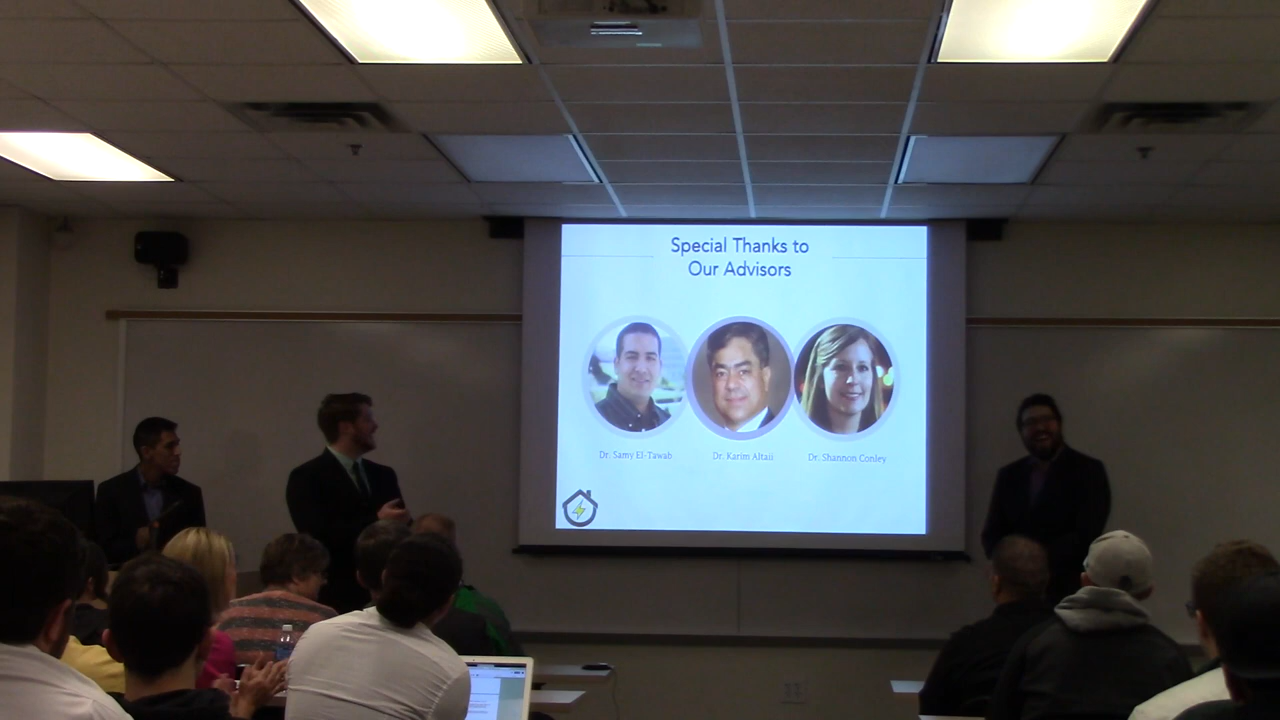 Special Thanks to
Our Advisors
Dr. Samy El-Tawab
Dr. Karim Altaii
Dr. Shannon Conley